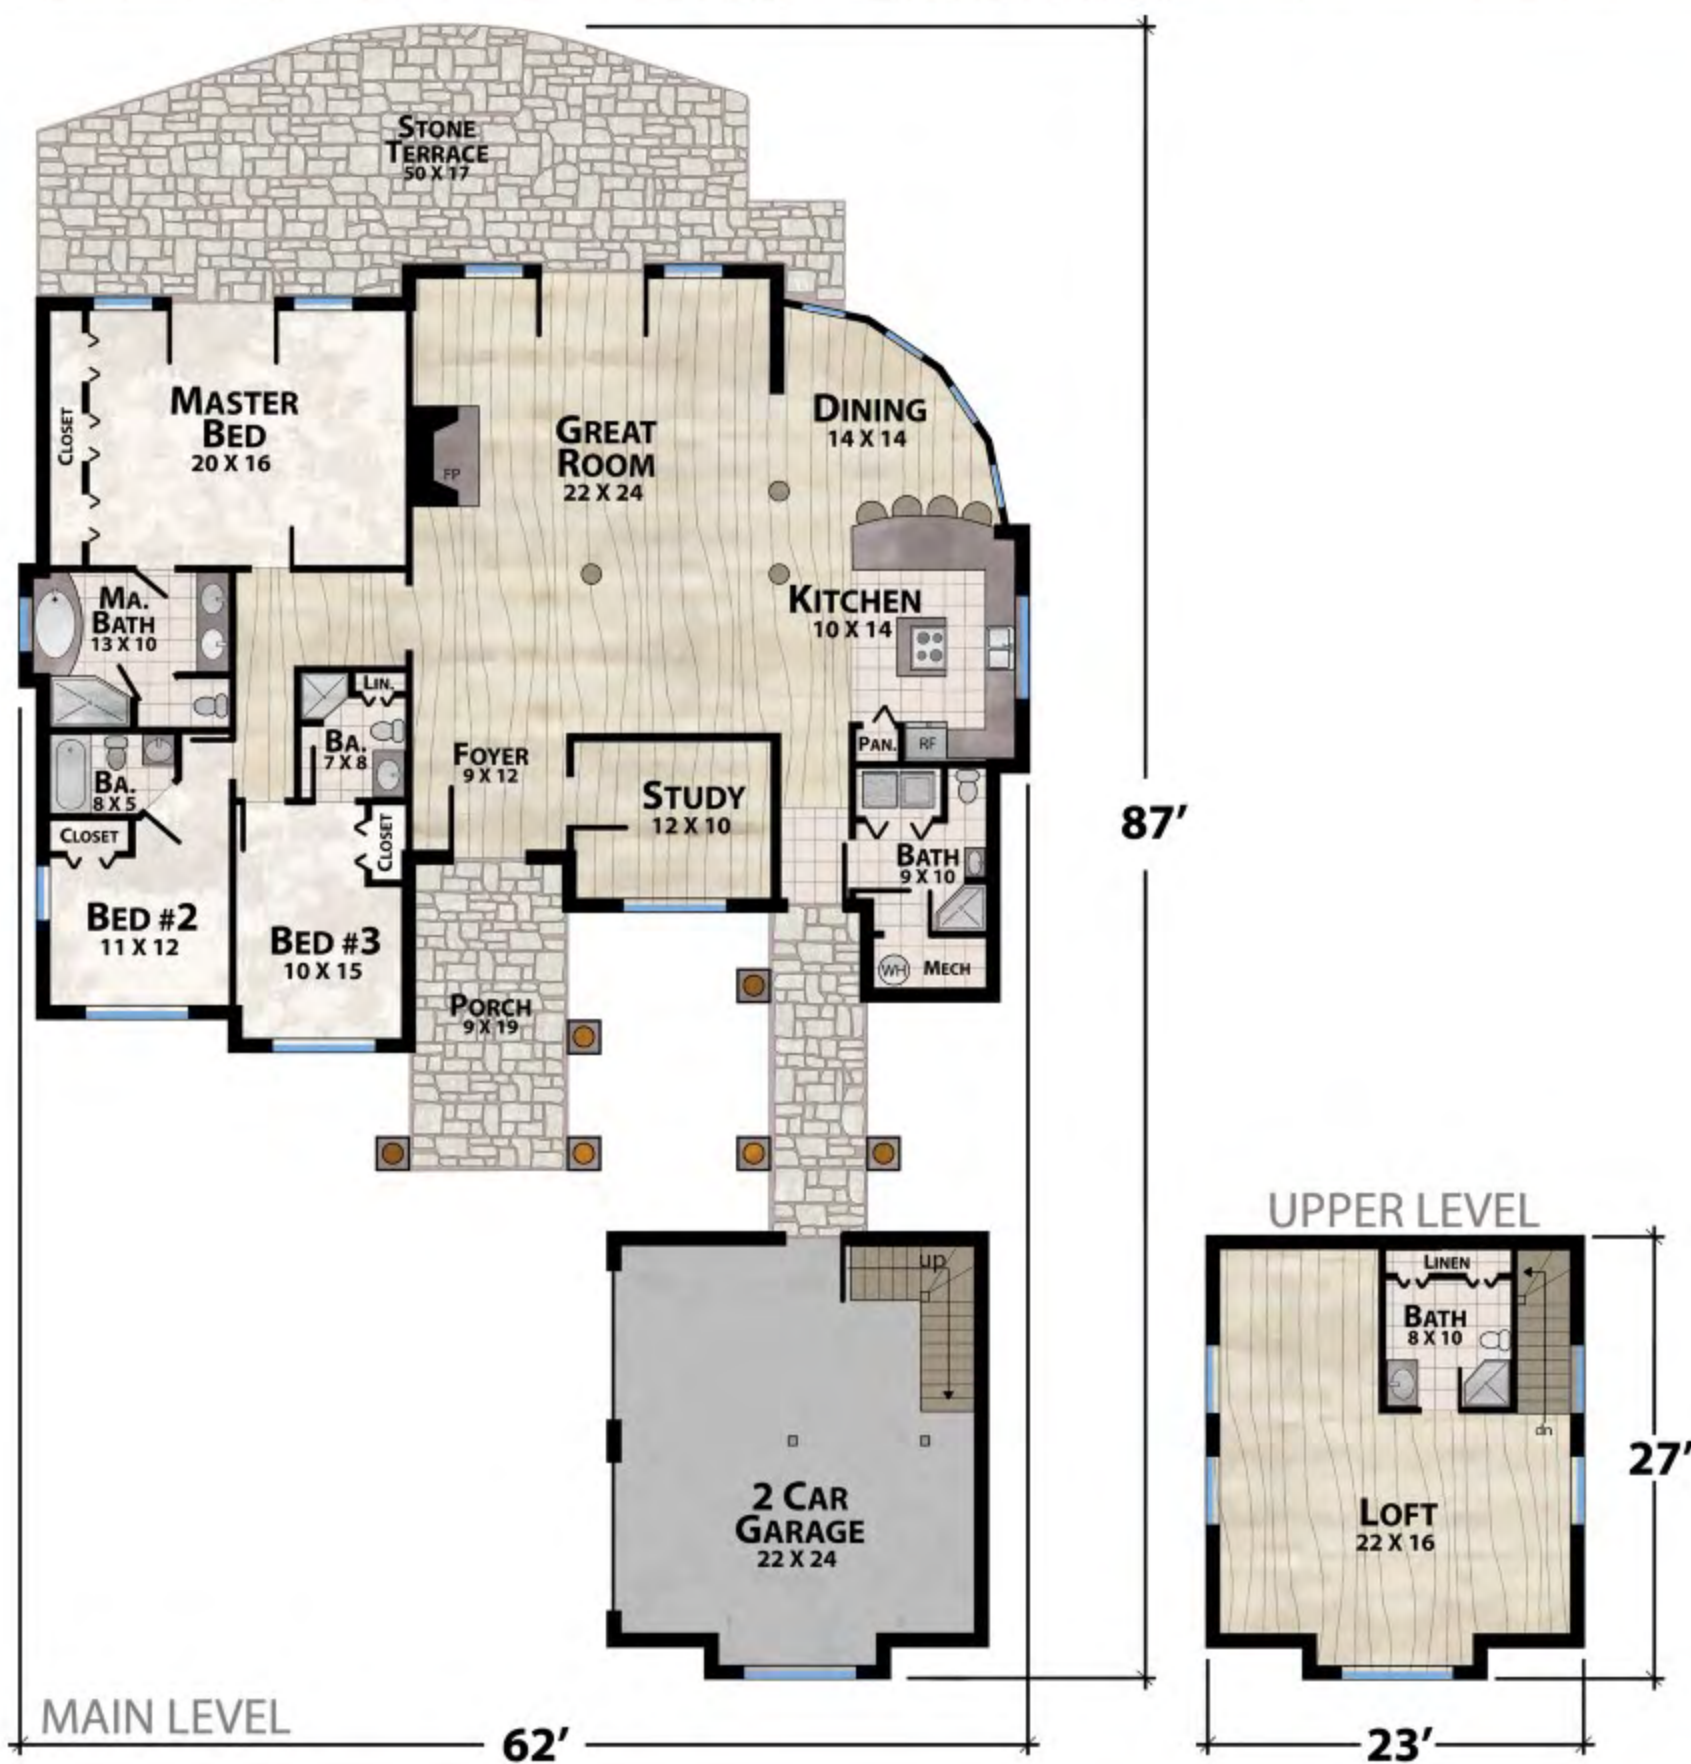 STONE
TERRACE
50 X 17
MASTER
BED
20 X 16
CLOSET
GREAT
ROOM
22 X 24
FP
DINING
14 X 14
KITCHEN
10 X 14
MA.
BATH
13 X 10
LIN.
BA.
7 X 8
FOYER
9 X 12
PAN.
RF
BA.
8 X 5
STUDY
12 X 10
CLOSET
CLOSET
BATH
9 X 10
BED #2
11 X 12
BED #3
10 X 15
WH
MECH
PORCH
9 X 19
87’
up
2 CAR
GARAGE
22 X 24
MAIN LEVEL
62’
UPPER LEVEL
LINEN
BATH
8 X 10
dn
LOFT
22 X 16
27’
23’